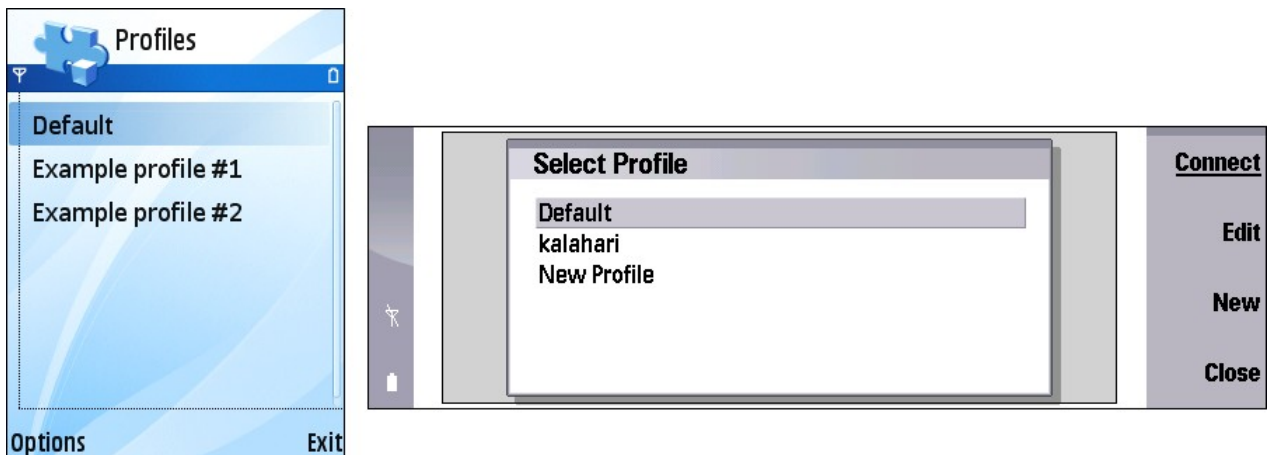 Profiles
Default
Example profile #1
Example profile #2
Options Exit
Select Profile
Default
kalahari
New Profile
Connect
Edit
New
Close